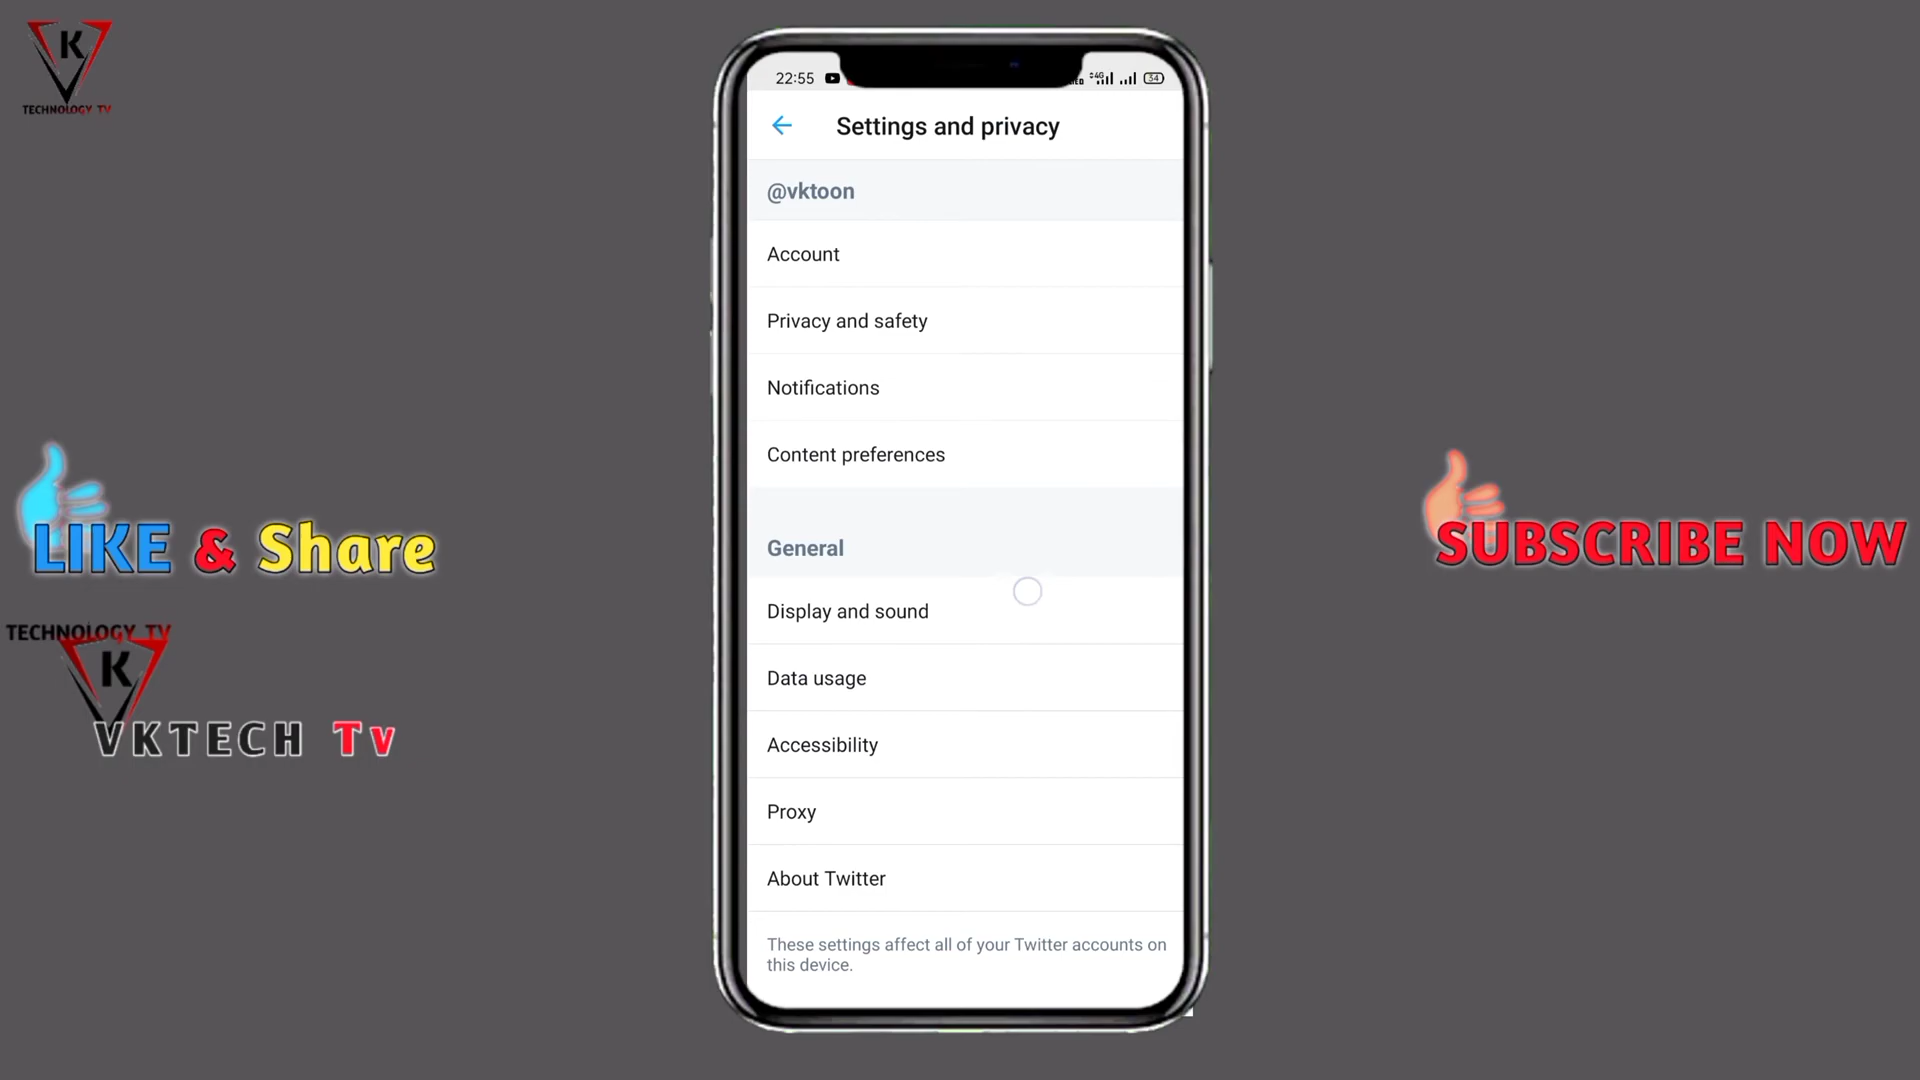 K
TECHNOLOGY TV
22:55
4G
54
Settings and privacy
@vktoon
Account
Privacy and safety
Notifications
Content preferences
General
Display and sound
Data usage
Accessibility
Proxy
About Twitter
These settings affect all of your Twitter accounts on
this device.
LIKE & Share
TECHNOLOGY TV
K
VKTECH Tv
SUBSCRIBE NOW